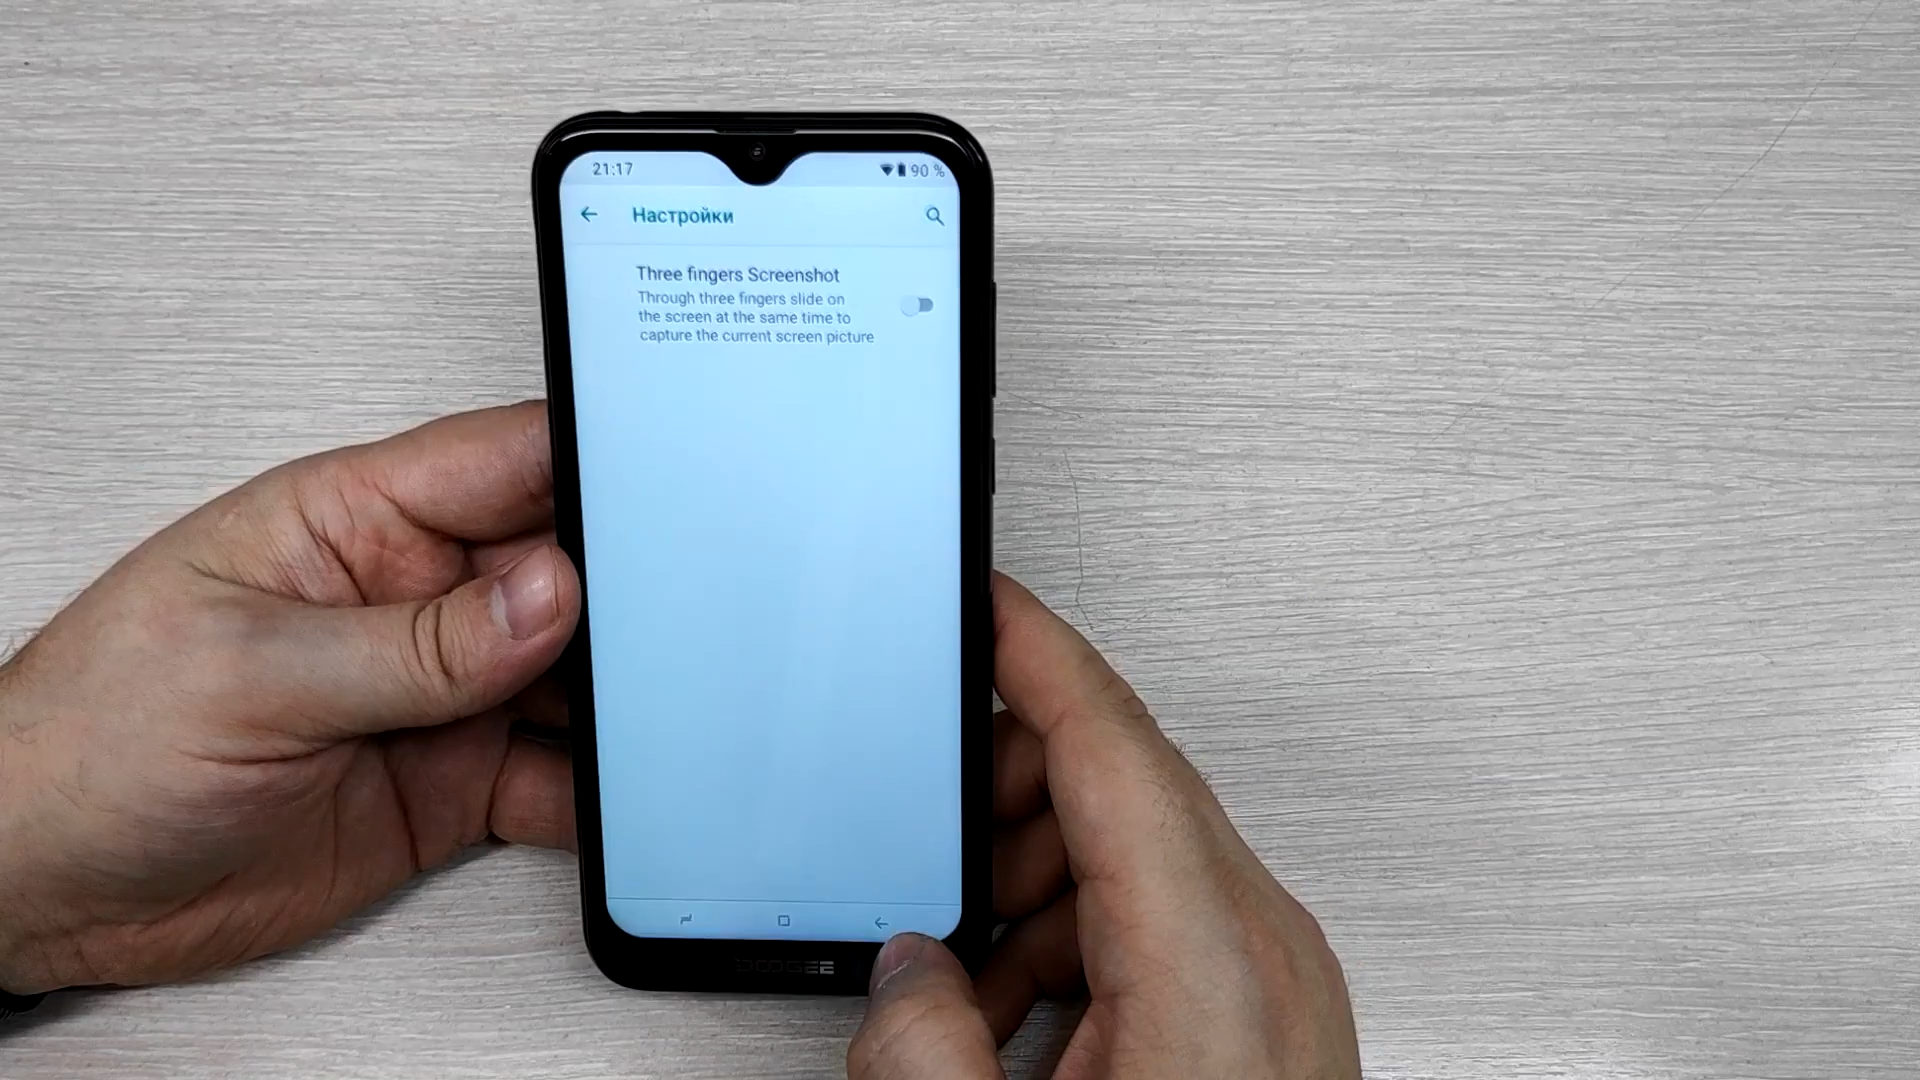 21:17
90 %
Настройки
Three fingers Screenshot
Through three fingers slide on
the screen at the same time to
capture the current screen picture
DOOGEE